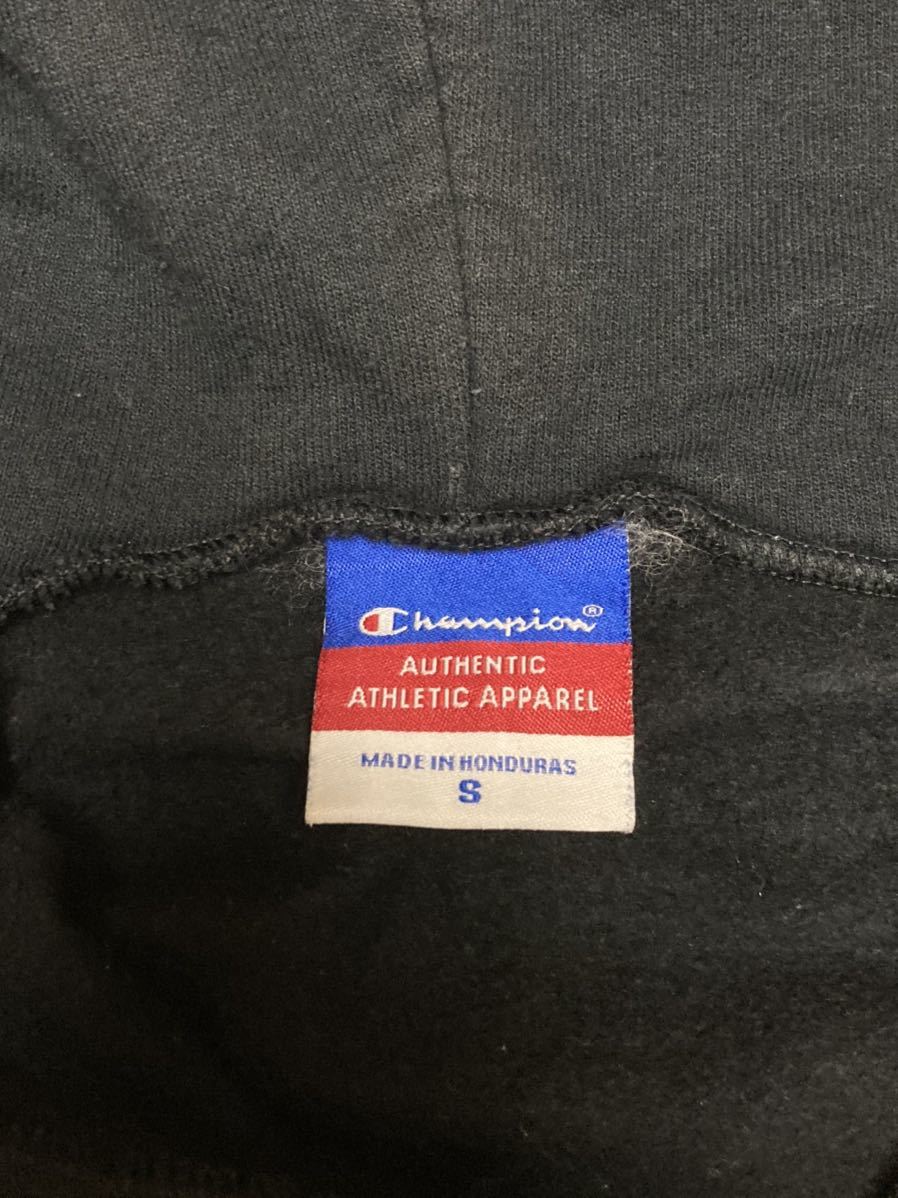 Champion®
AUTHENTIC
ATHLETIC APPAREL
MADE IN HONDURAS
S